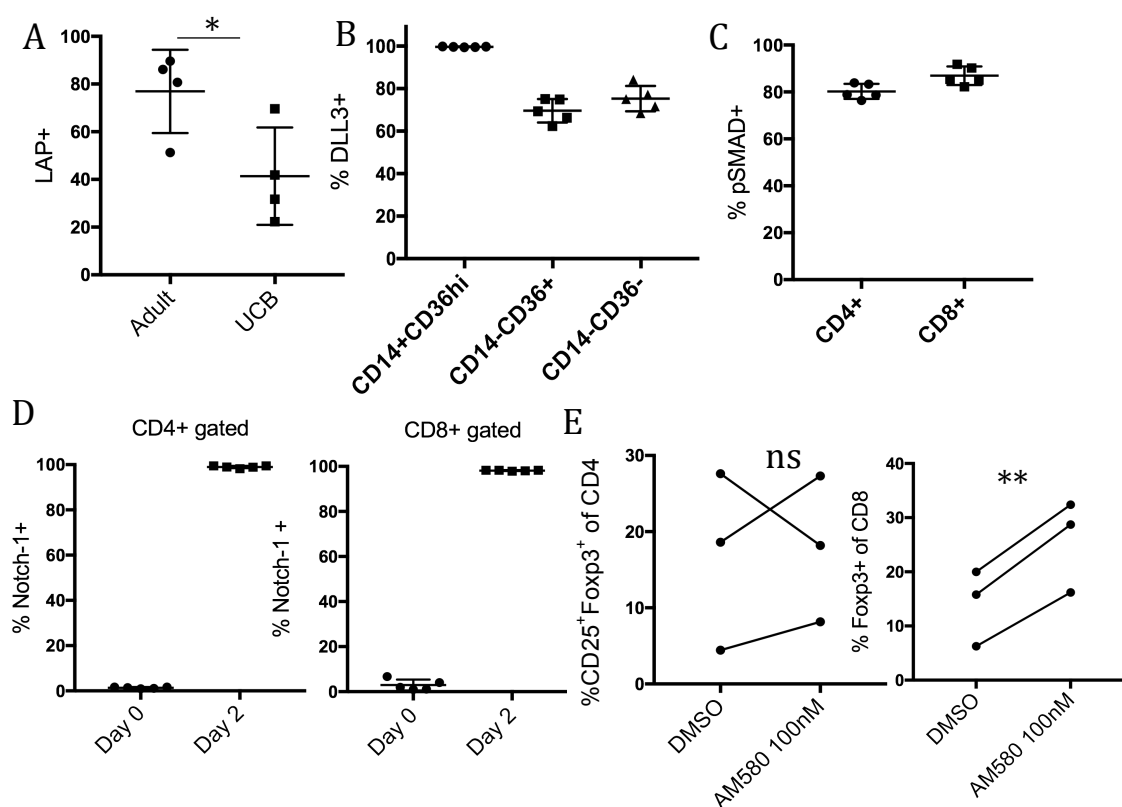 A
*
LAP+
100
80
60
40
20
0
Adult
UCB
B
% DLL3+
100
80
60
40
20
0
CD14+CD36hi
CD14-CD36+
CD14-CD36-
C
% pSMAD+
100
80
60
40
20
0
CD4+
CD8+
D
CD4+ gated
% Notch-1+
100
80
60
40
20
0
Day 0
Day 2
CD8+ gated
% Notch-1 +
100
80
60
40
20
0
Day 0
Day 2
E
ns
%CD25⁺Foxp3⁺ of CD4
30
20
10
0
DMSO
AM580 100nM
**
% Foxp3+ of CD8
40
30
20
10
0
DMSO
AM580 100nM